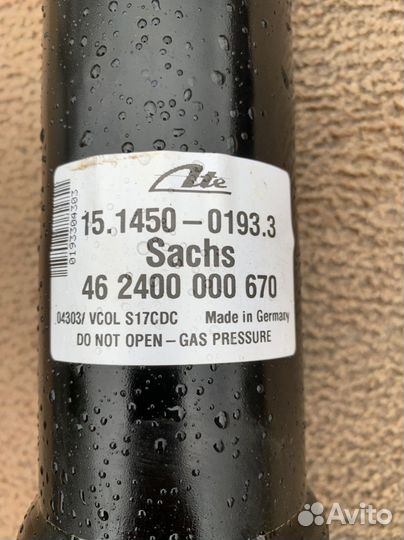 Ate
15.1450-0193.3
Sachs
46 2400 000 670
04303/ VCOL S17CDC Made in Germany
DO NOT OPEN-GAS PRESSURE
0193304303
Avito